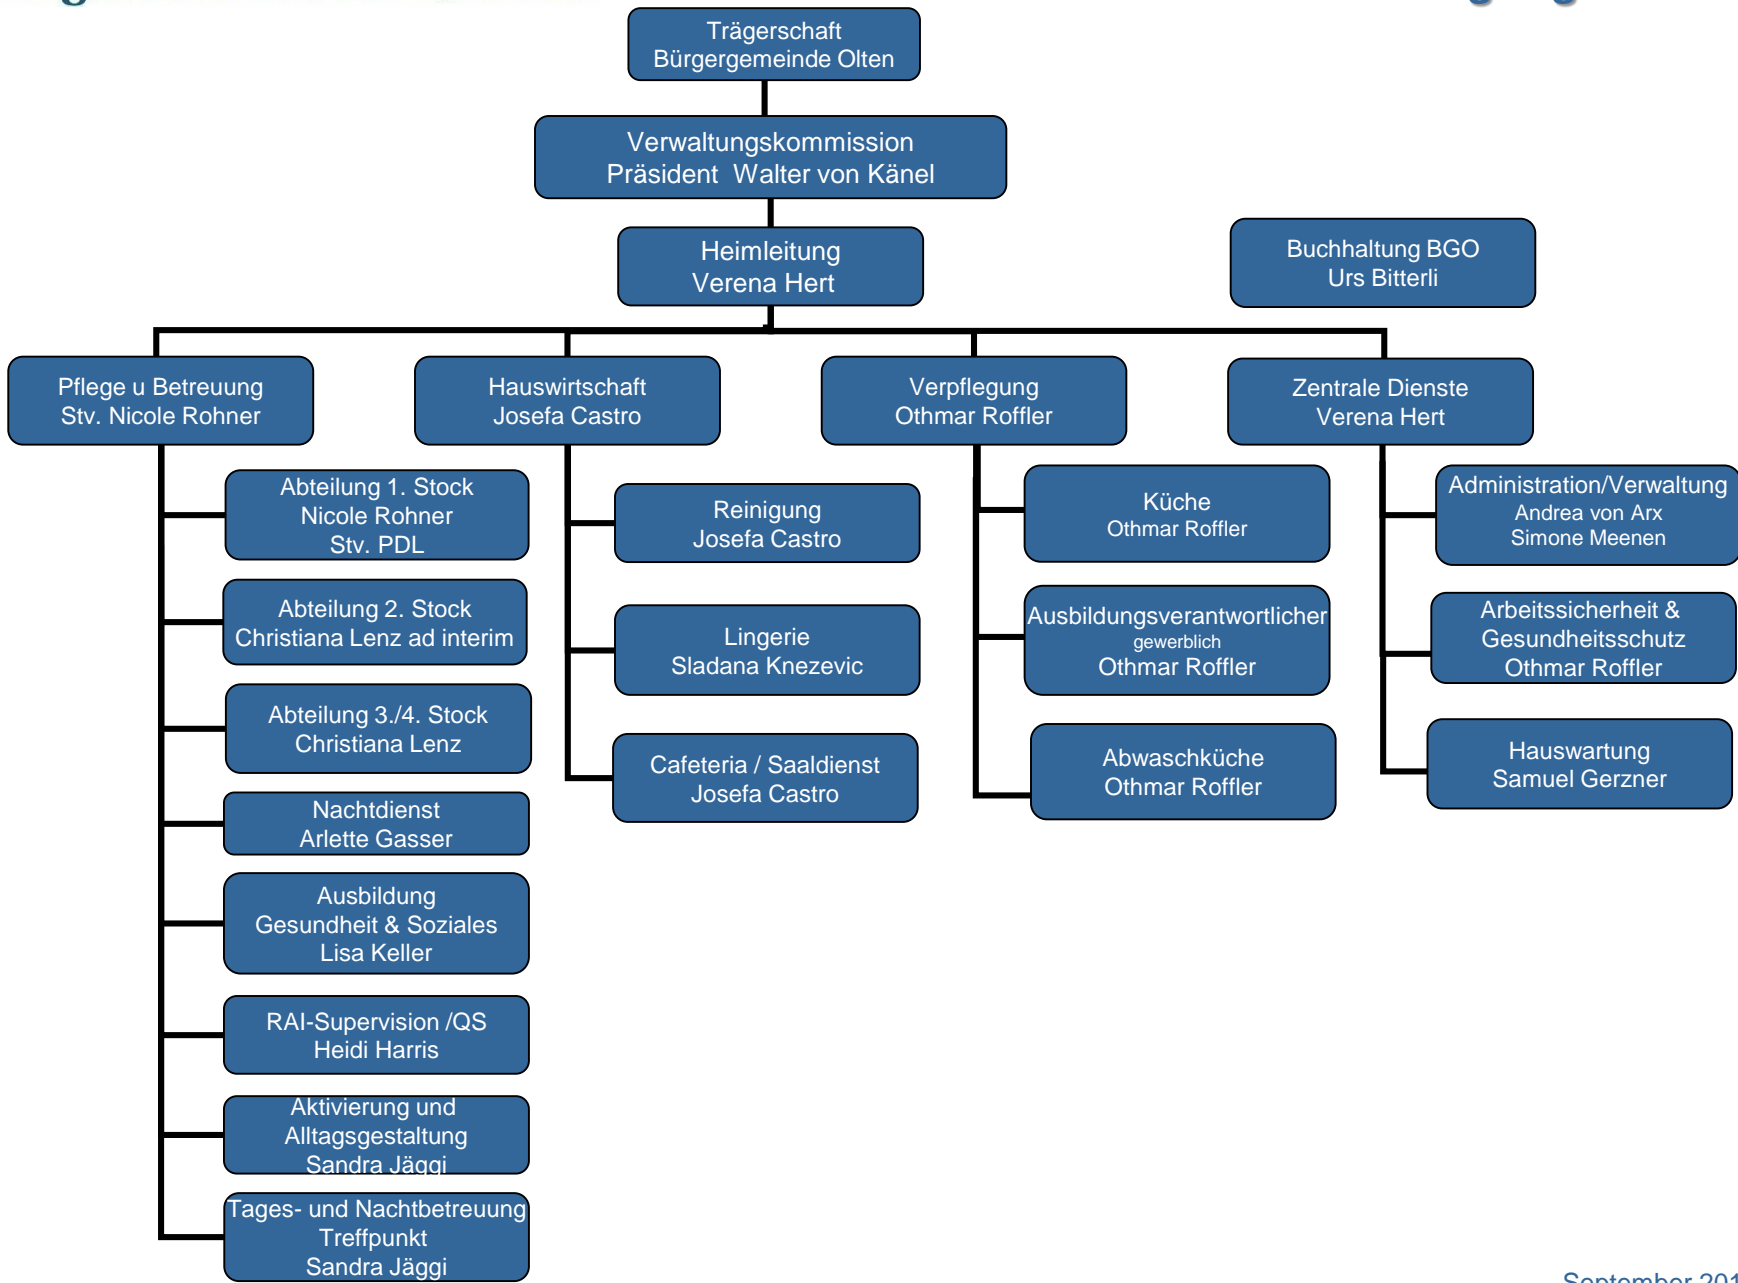 Trägerschaft
Bürgergemeinde Olten
Verwaltungskommission
Präsident Walter von Känel
Heimleitung
Verena Hert
Buchhaltung BGO
Urs Bitterli
Pflege u Betreuung
Stv. Nicole Rohner
Hauswirtschaft
Josefa Castro
Verpflegung
Othmar Roffler
Zentrale Dienste
Verena Hert
Abteilung 1. Stock
Nicole Rohner
Stv. PDL
Abteilung 2. Stock
Christiana Lenz ad interim
Abteilung 3./4. Stock
Christiana Lenz
Nachtdienst
Arlette Gasser
Ausbildung
Gesundheit & Soziales
Lisa Keller
RAI-Supervision /QS
Heidi Harris
Aktivierung und
Alltagsgestaltung
Sandra Jäggi
Tages- und Nachtbetreuung
Treffpunkt
Sandra Jäggi
Reinigung
Josefa Castro
Lingerie
Sladana Knezevic
Cafeteria / Saaldienst
Josefa Castro
Küche
Othmar Roffler
Ausbildungsverantwortlicher
gewerblich
Othmar Roffler
Abwaschküche
Othmar Roffler
Administration/Verwaltung
Andrea von Arx
Simone Meenen
Arbeitssicherheit &
Gesundheitsschutz
Othmar Roffler
Hauswartung
Samuel Gerzner
September 201